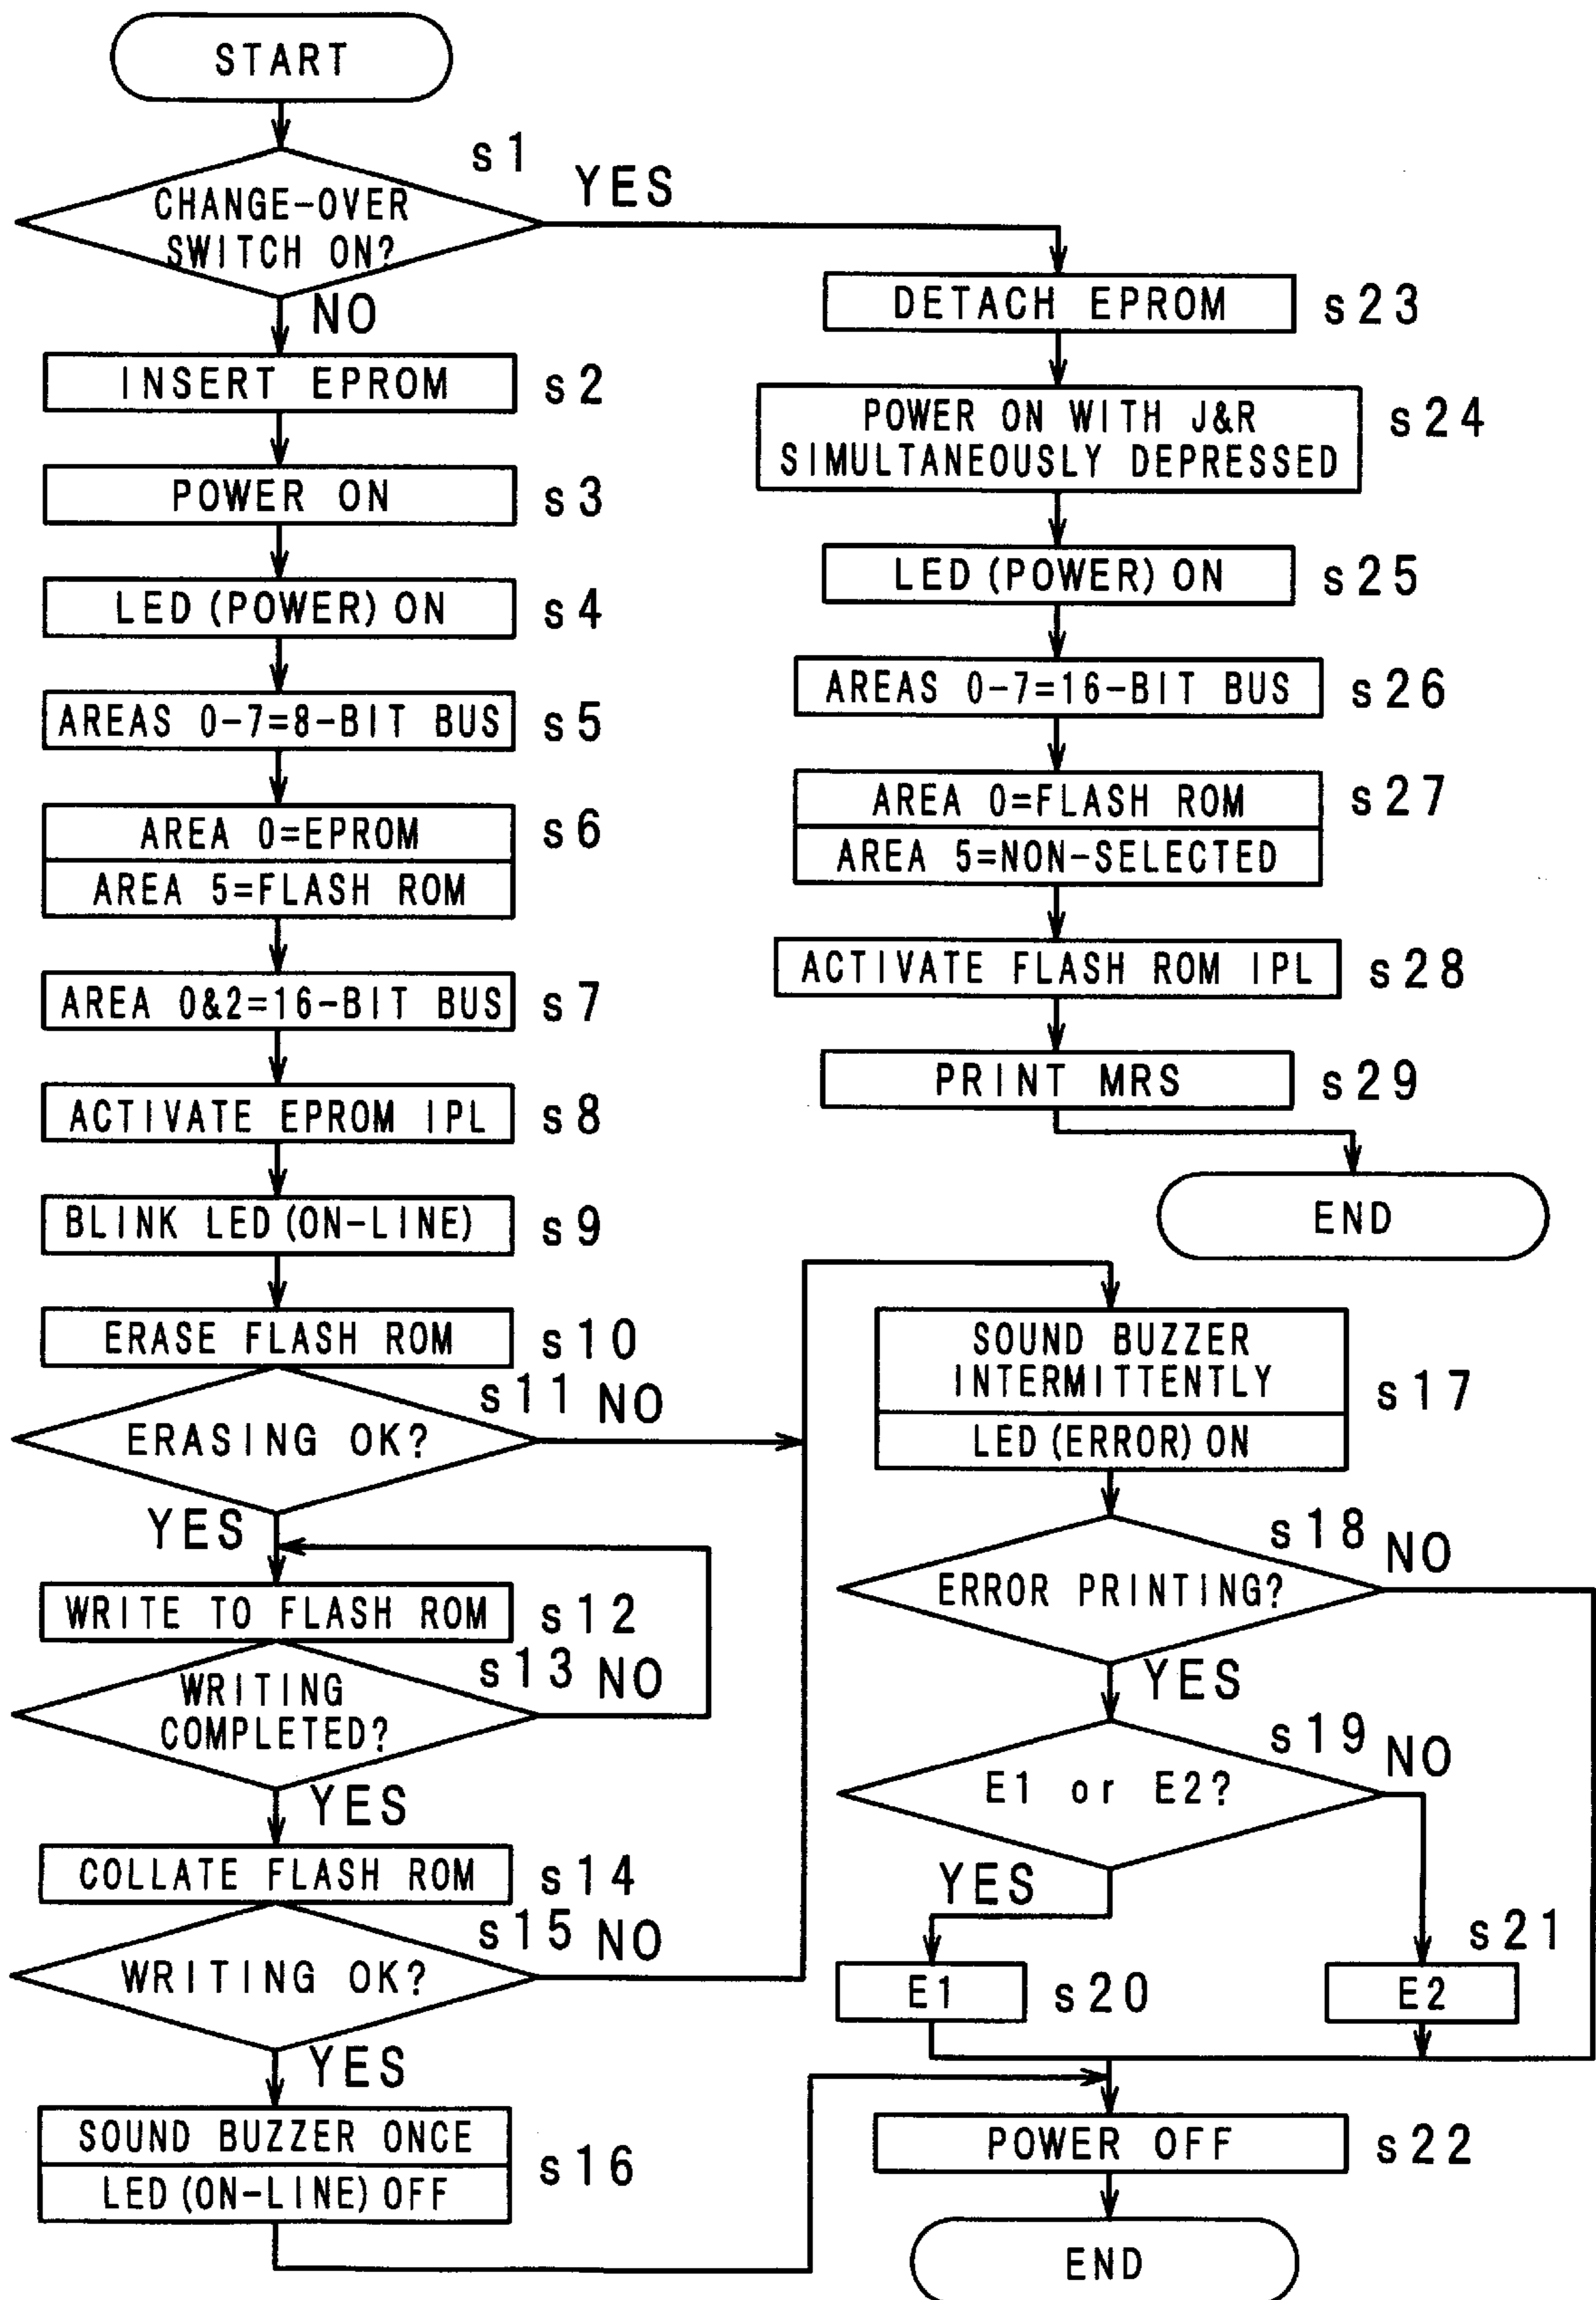 START
s1
YES
CHANGE-OVER
SWITCH ON?
NO
INSERT EPROM
s2
POWER ON
s3
LED (POWER) ON
s4
AREAS 0-7=8-BIT BUS
s5
AREA 0=EPROM
AREA 5=FLASH ROM
s6
AREA 0&2=16-BIT BUS
s7
ACTIVATE EPROM IPL
s8
BLINK LED (ON-LINE)
s9
ERASE FLASH ROM
s10
s11 NO
ERASING OK?
YES
WRITE TO FLASH ROM
s12
s13 NO
WRITING
COMPLETED?
YES
COLLATE FLASH ROM
s14
s15 NO
WRITING OK?
YES
SOUND BUZZER ONCE
LED (ON-LINE) OFF
s16
DETACH EPROM
s23
POWER ON WITH J&R
SIMULTANEOUSLY DEPRESSED
s24
LED (POWER) ON
s25
AREAS 0-7=16-BIT BUS
s26
AREA 0=FLASH ROM
AREA 5=NON-SELECTED
s27
ACTIVATE FLASH ROM IPL
s28
PRINT MRS
s29
END
SOUND BUZZER
INTERMITTENTLY
LED (ERROR) ON
s17
s18 NO
ERROR PRINTING?
YES
s19 NO
E1 or E2?
YES
E1
s20
s21
E2
POWER OFF
s22
END